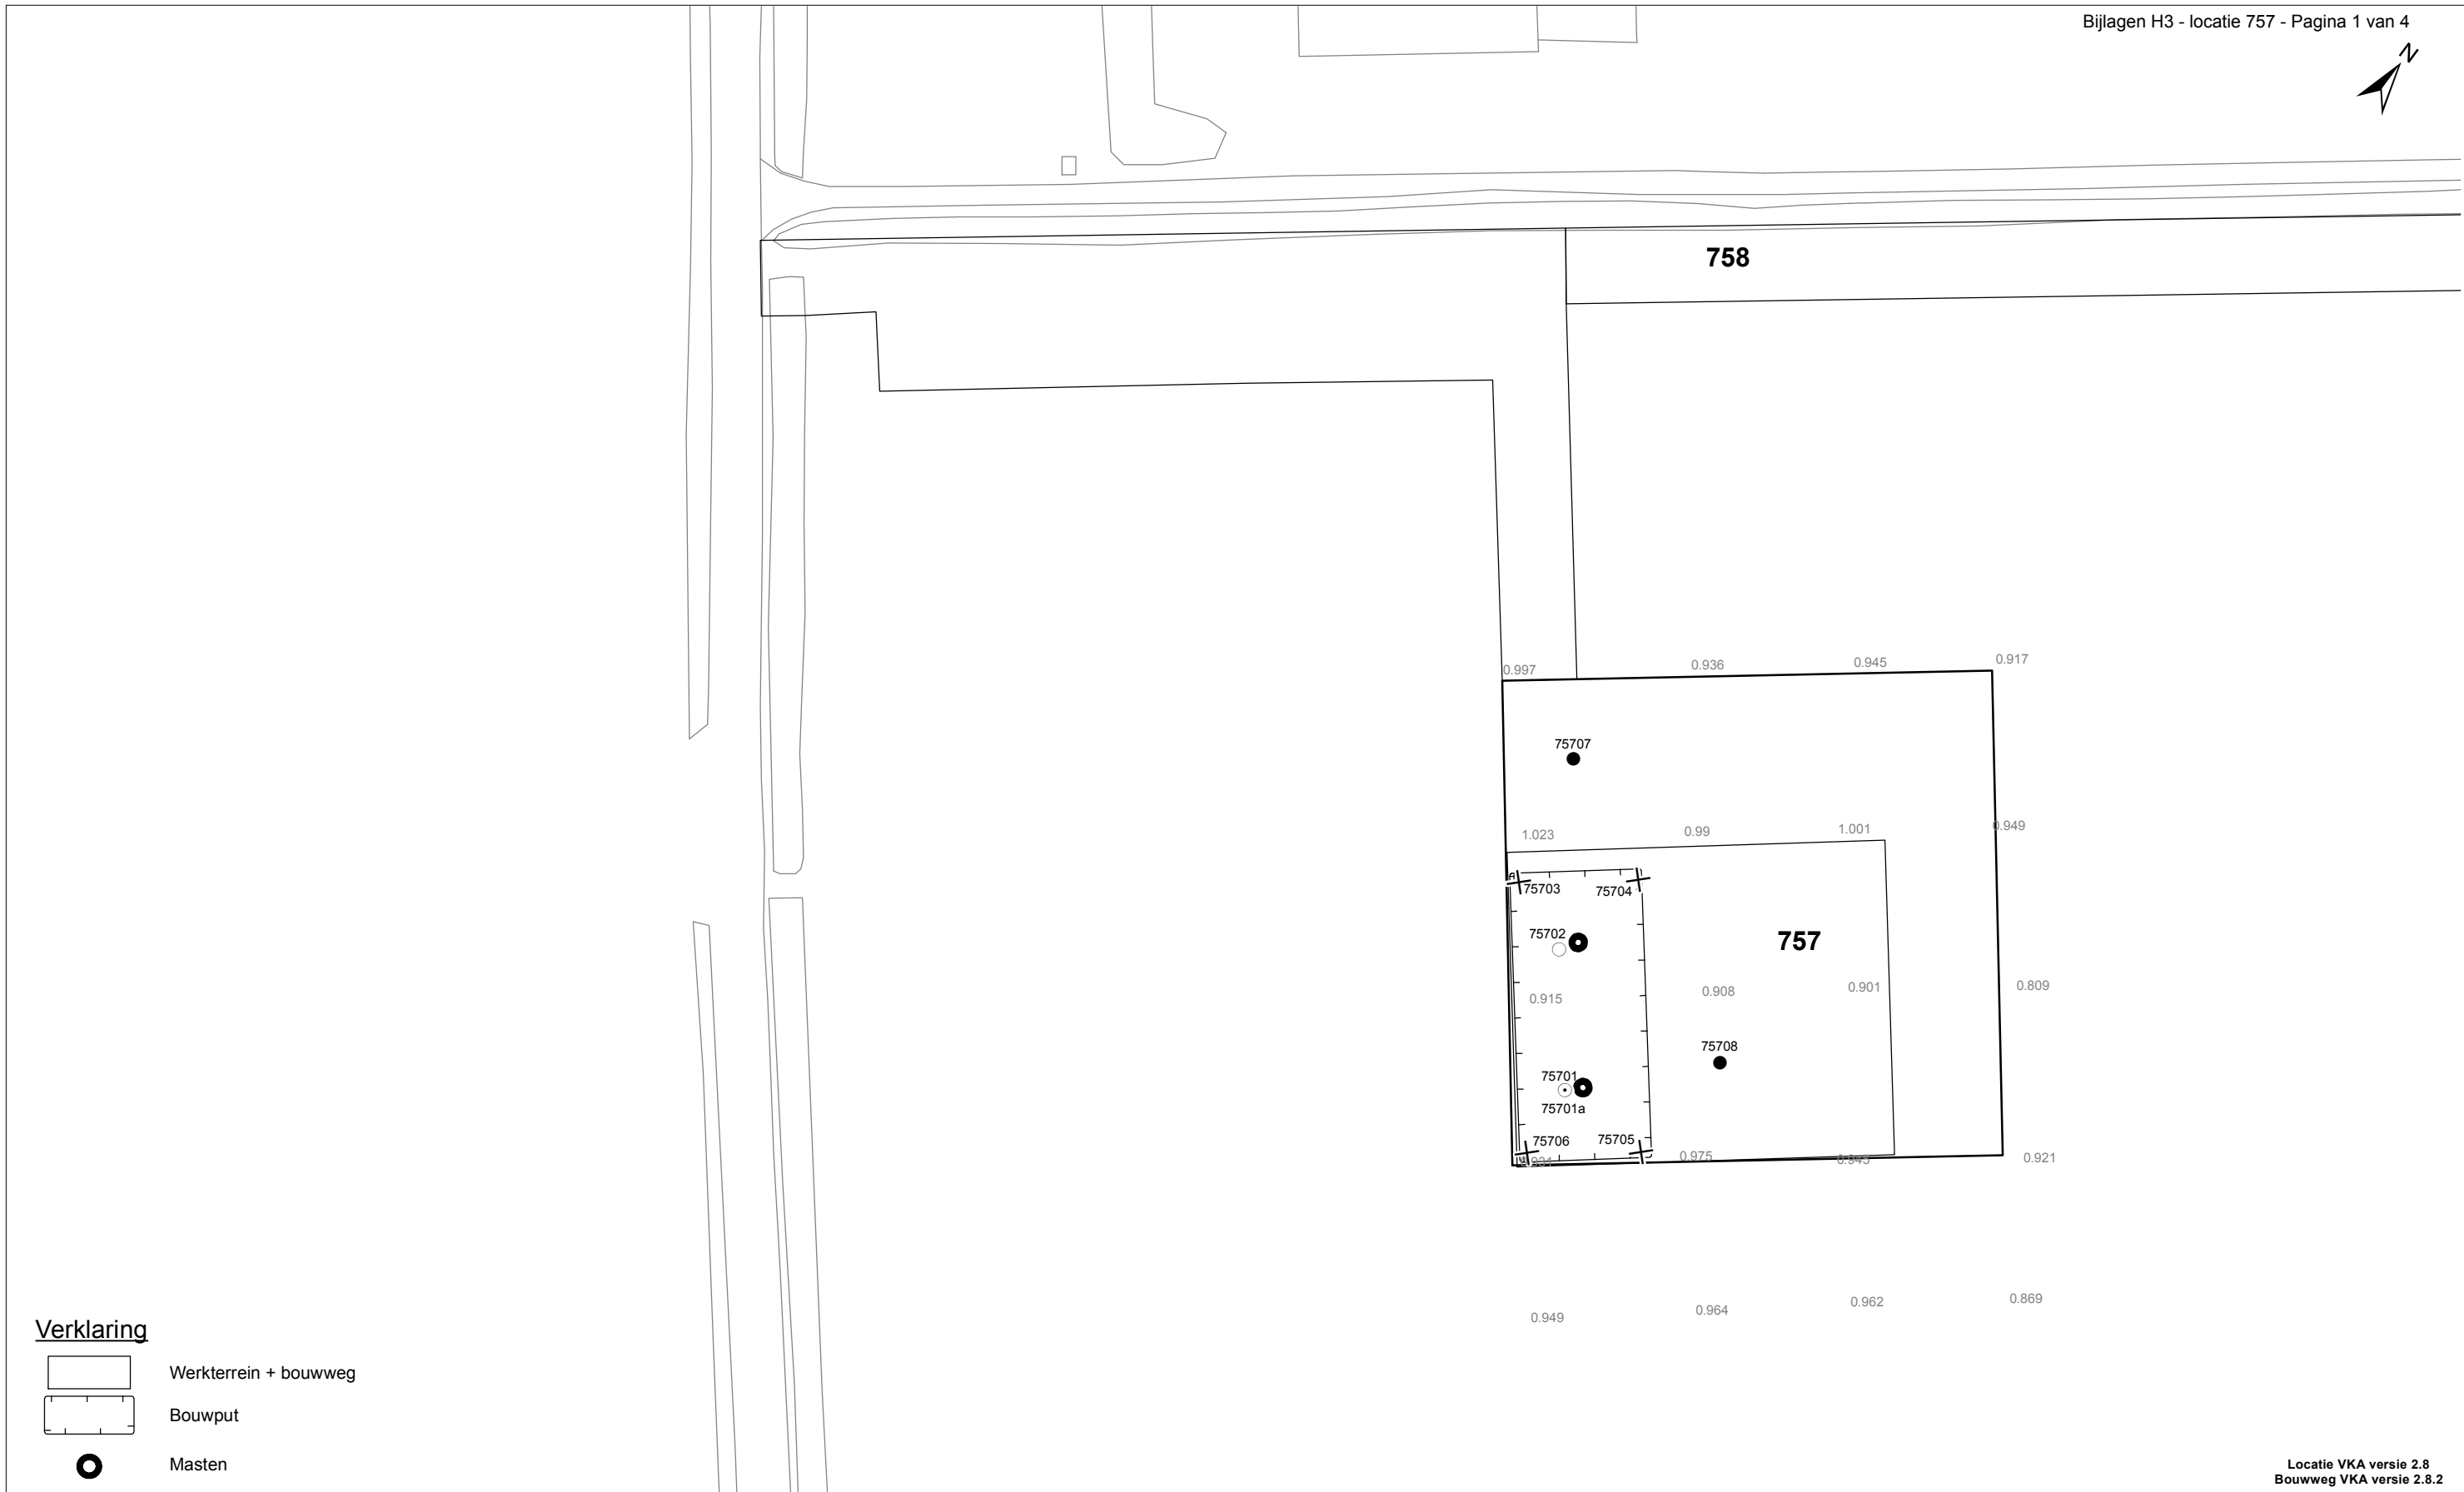 Bijlagen H3 - locatie 757 - Pagina 1 van 4
N
758
0.997 0.936 0.945 0.917
75707
1.023 0.99 1.001 0.949
75703 75704
75702
757
0.915 0.908 0.901 0.809
75708
75701
75701a
75706 75705
0.975 0.945 0.921
0.949 0.964 0.962 0.869
Verklaring
Werkterrein + bouwweg
Bouwput
Masten
Locatie VKA versie 2.8
Bouwweg VKA versie 2.8.2